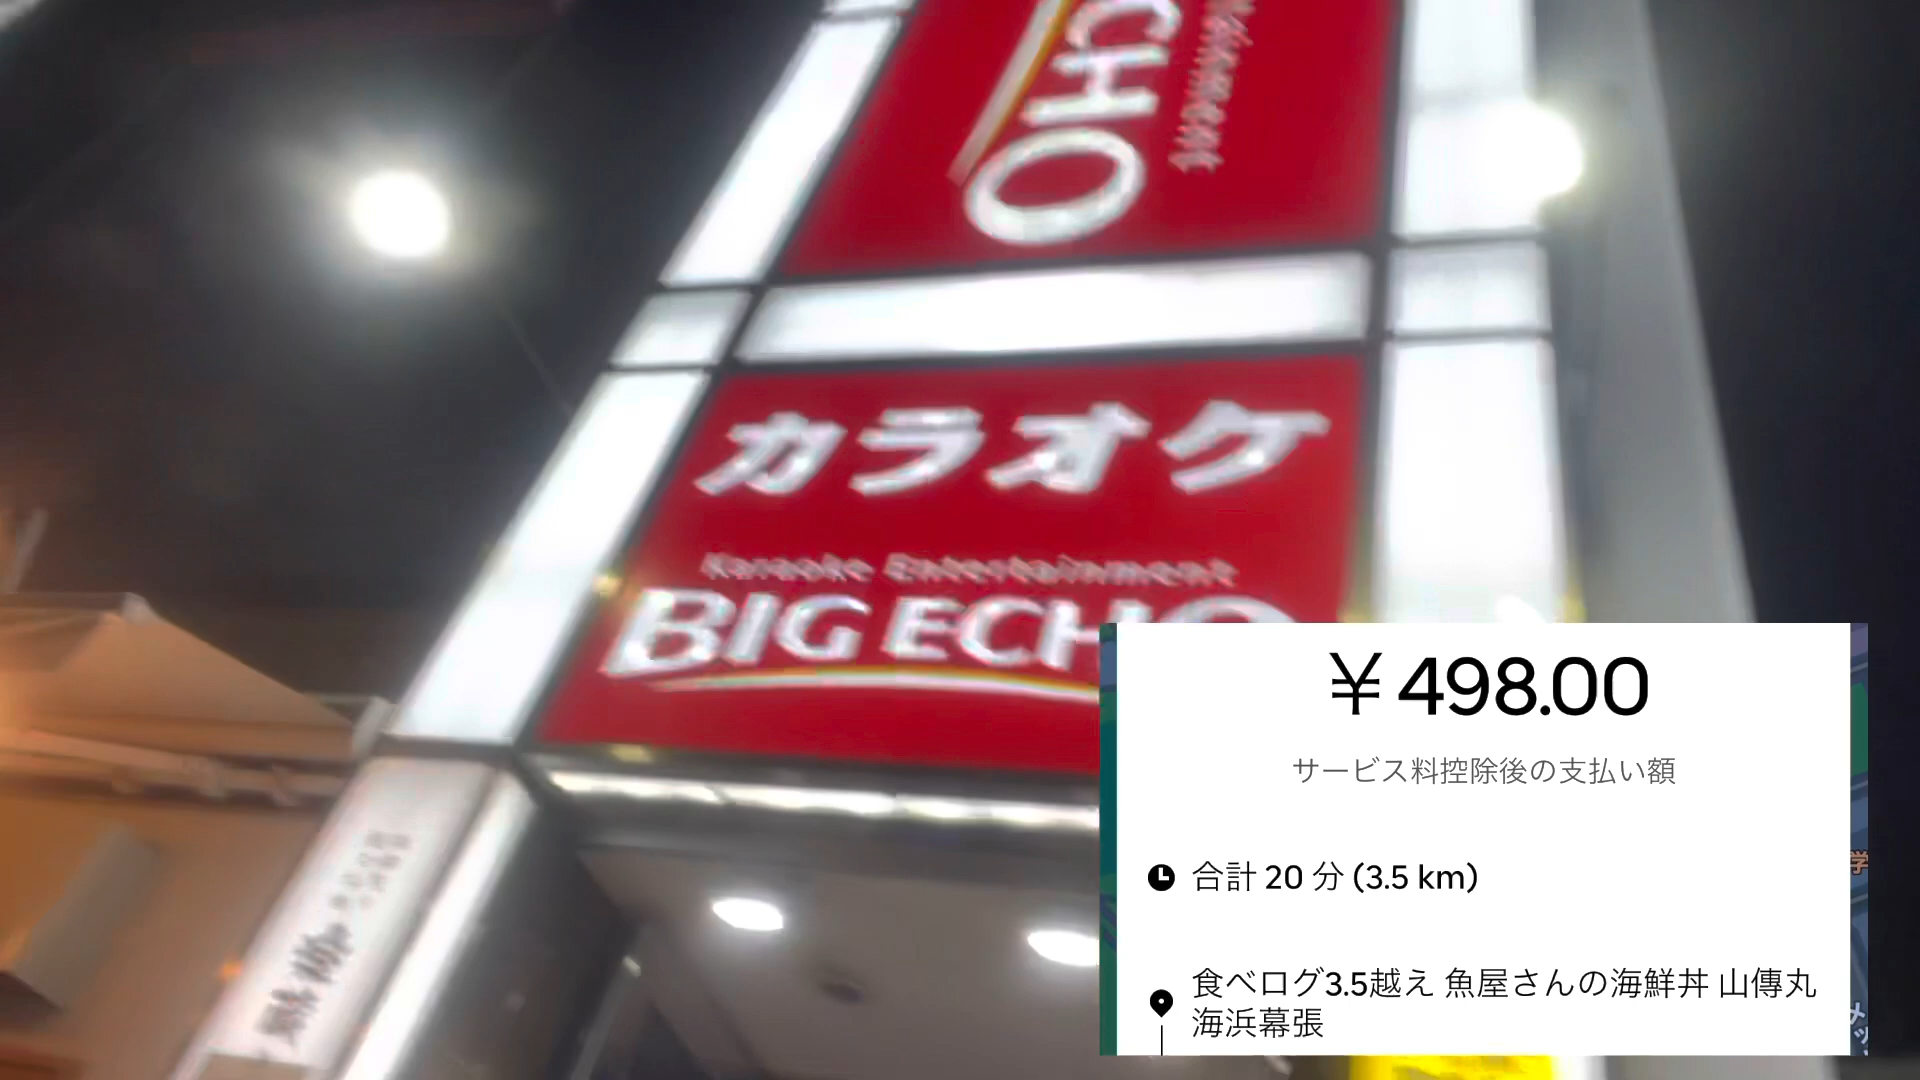 CHO
カラオケ
Karaoke Entertainment
BIG ECHO
￥498.00
サービス料控除後の支払い額
合計 20 分 (3.5 km)
食べログ3.5越え 魚屋さんの海鮮丼 山傳丸
海浜幕張
学